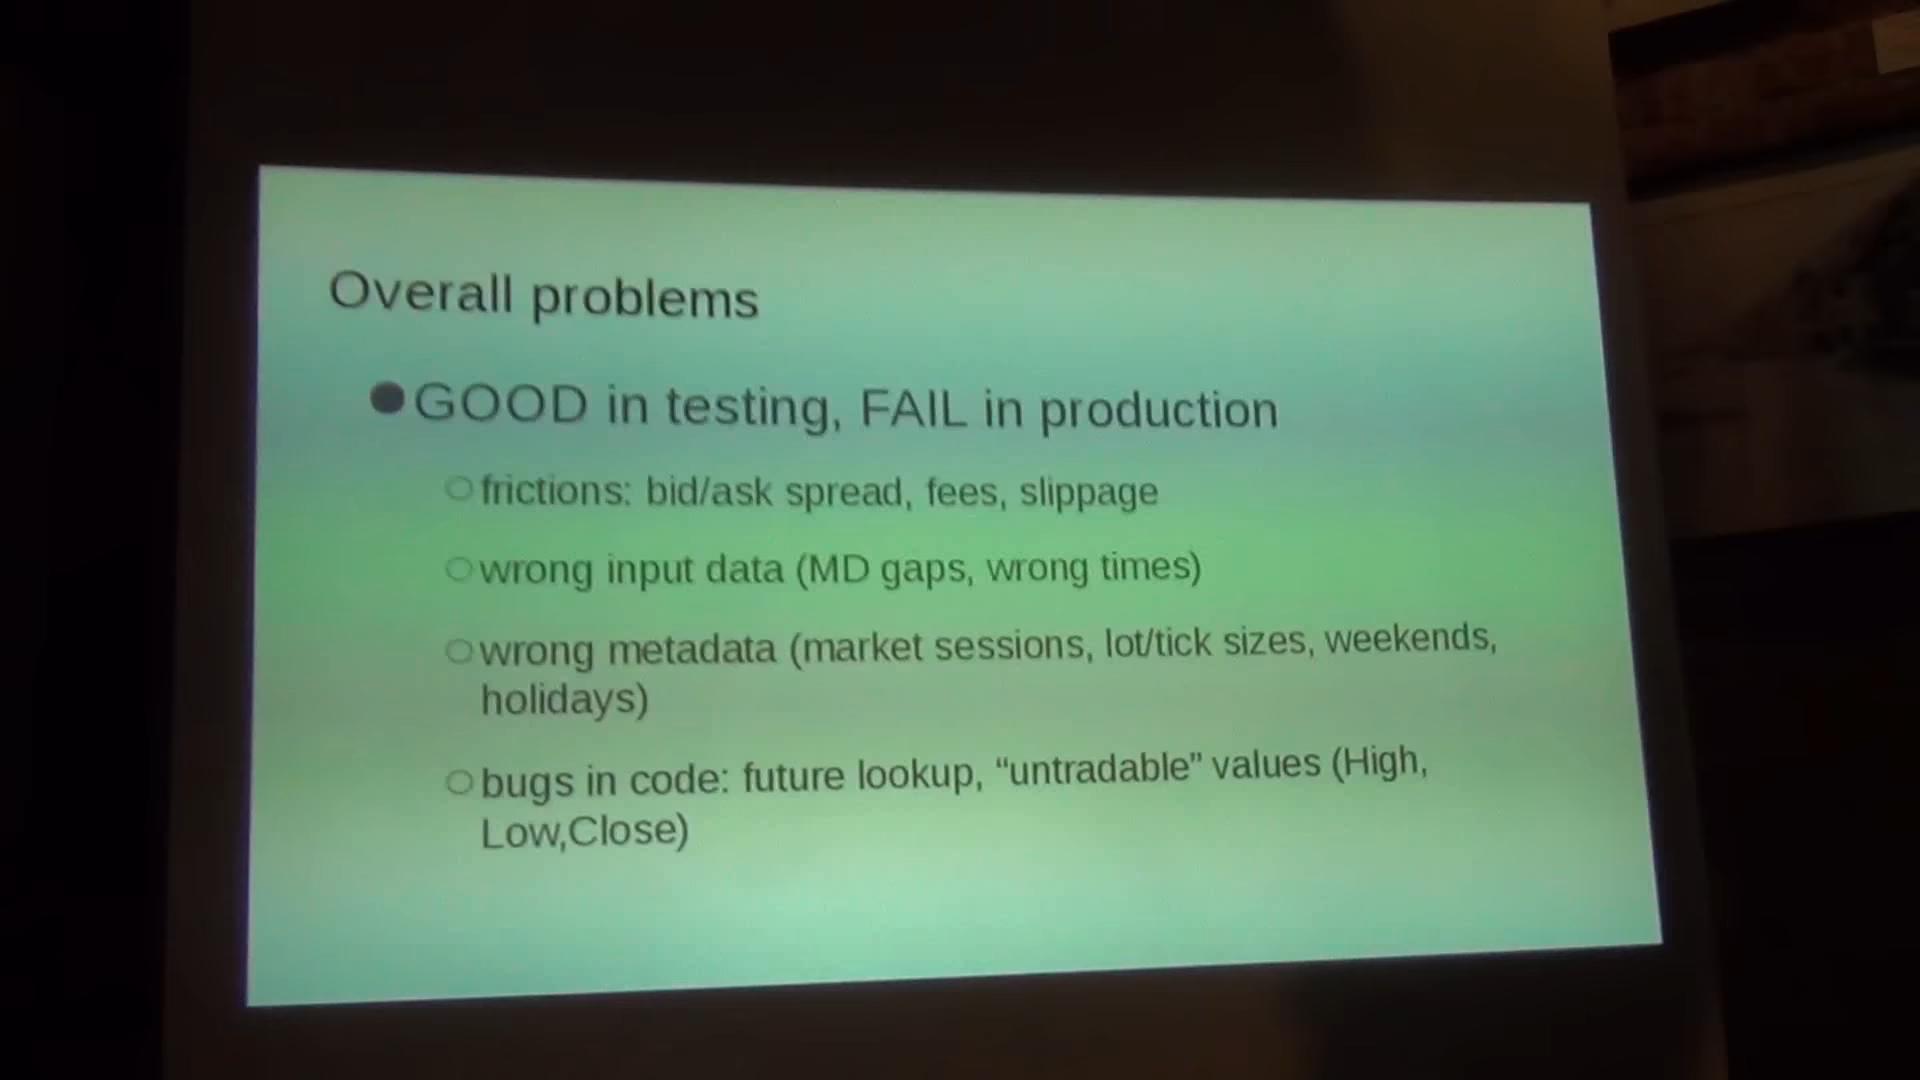 Overall problems
GOOD in testing, FAIL in production
frictions: bid/ask spread, fees, slippage
wrong input data (MD gaps, wrong times)
wrong metadata (market sessions, lot/tick sizes, weekends,
holidays)
bugs in code: future lookup, “untradable” values (High,
Low,Close)